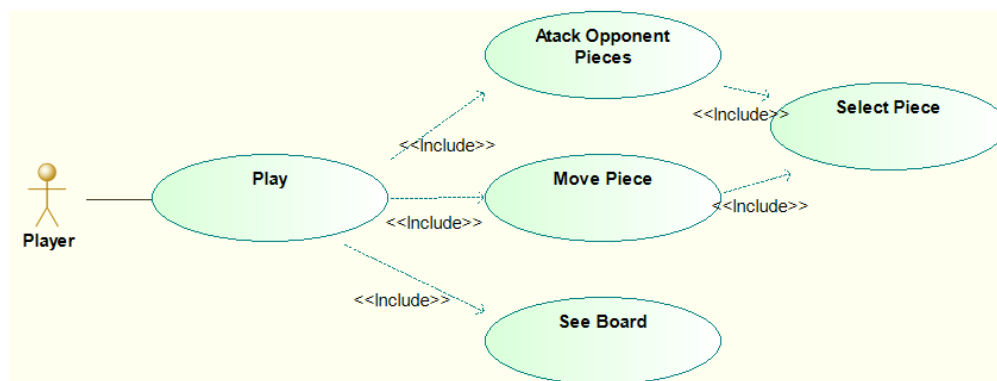 Atack Opponent
Pieces
<<Include>>
Select Piece
<<Include>>
Play
Move Piece
<<Include>>
<<Include>>
Player
<<Include>>
See Board